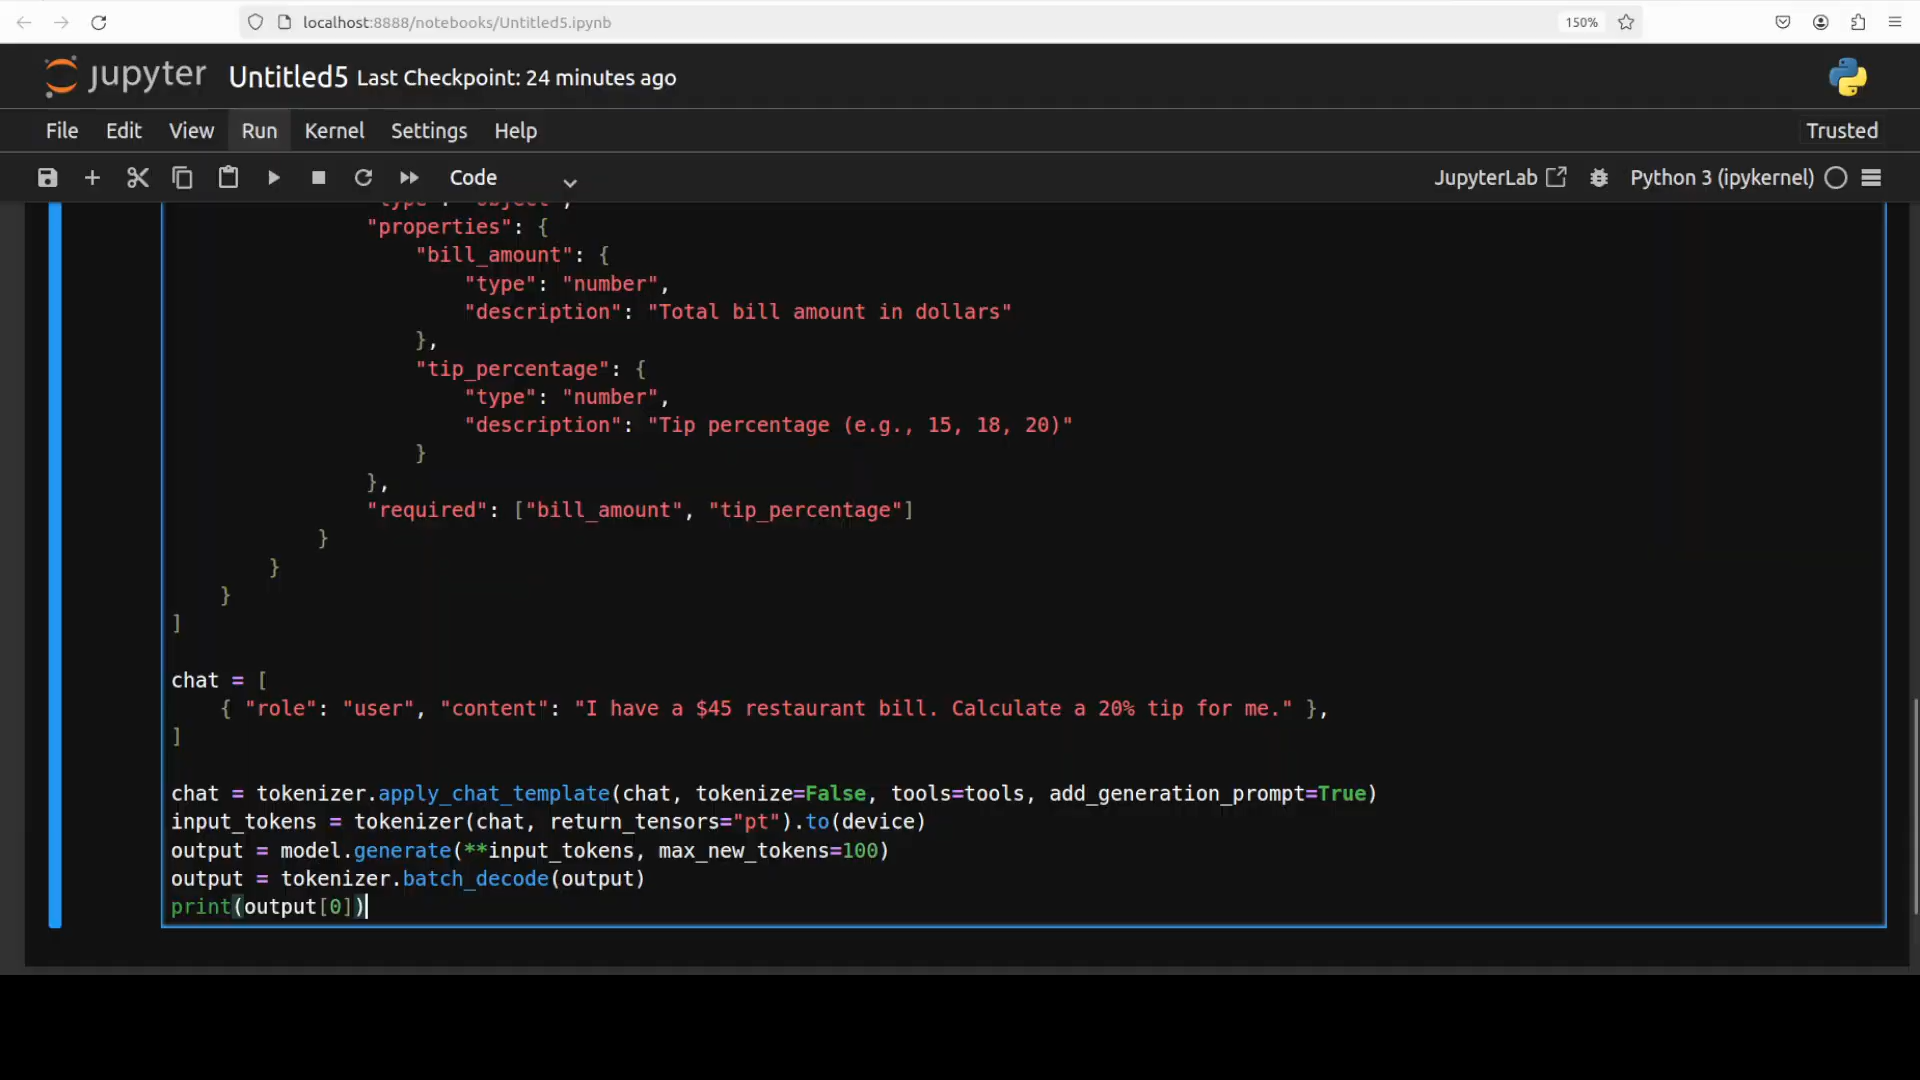 localhost:8888/notebooks/Untitled5.ipynb
150%
jupyter Untitled5 Last Checkpoint: 24 minutes ago
File Edit View Run Kernel Settings Help
Trusted
Code
JupyterLab
Python 3 (ipykernel)
"type": "object",
"properties": {
"bill_amount": {
"type": "number",
"description": "Total bill amount in dollars"
},
"tip_percentage": {
"type": "number",
"description": "Tip percentage (e.g., 15, 18, 20)"
}
},
"required": ["bill_amount", "tip_percentage"]
}
}
}
]
chat = [
{ "role": "user", "content": "I have a $45 restaurant bill. Calculate a 20% tip for me." },
]
chat = tokenizer.apply_chat_template(chat, tokenize=False, tools=tools, add_generation_prompt=True)
input_tokens = tokenizer(chat, return_tensors="pt").to(device)
output = model.generate(**input_tokens, max_new_tokens=100)
output = tokenizer.batch_decode(output)
print(output[0])